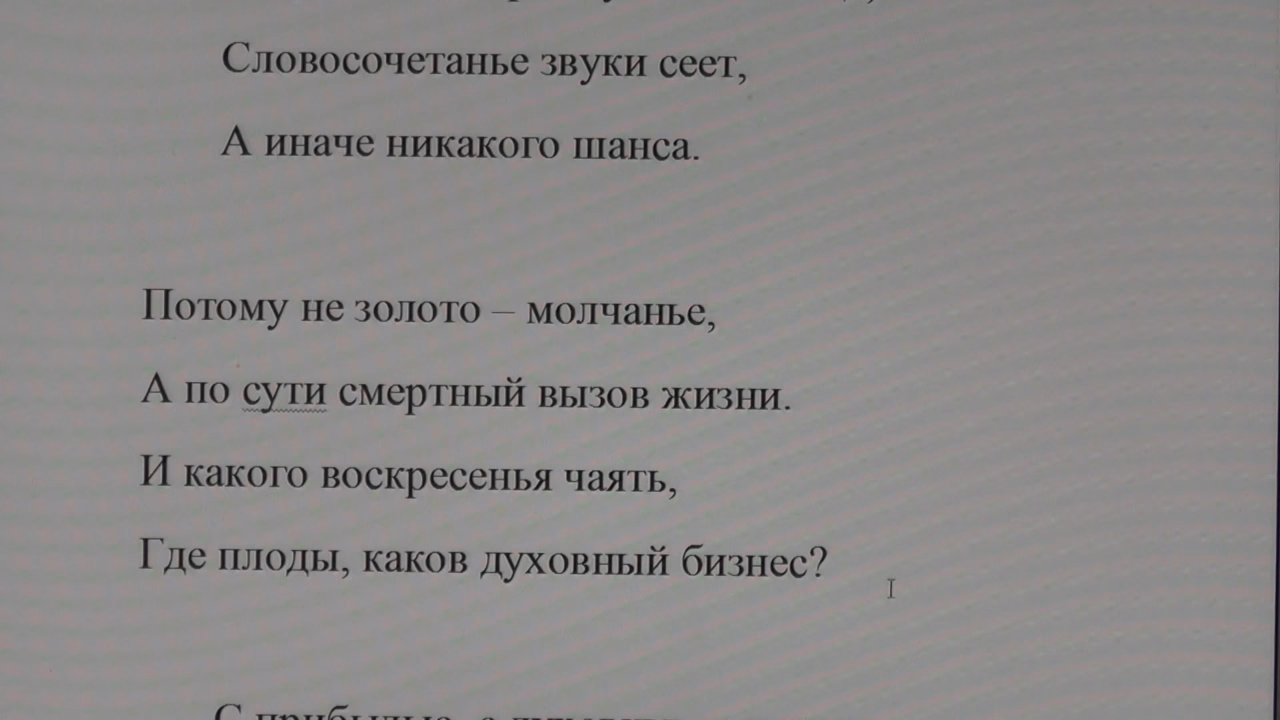 Словосочетанье звуки сеет,
А иначе никакого шанса.
Потому не золото – молчанье,
А по сути смертный вызов жизни.
И какого воскресенья чаять,
Где плоды, каков духовный бизнес?